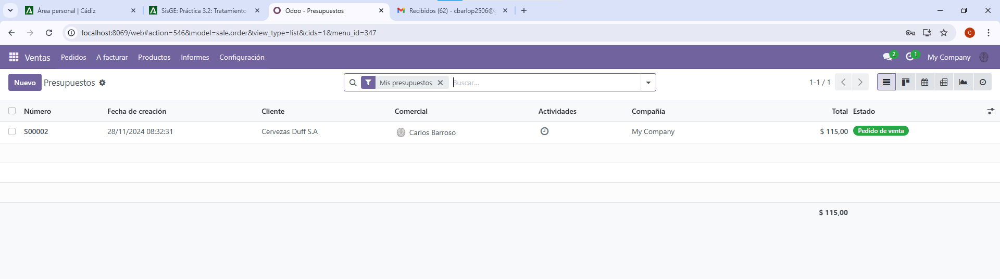 Área personal | Cádiz
SisGE: Práctica 3.2: Tratamiento
Odoo - Presupuestos
Recibidos (62) - cbarlop2506@g
localhost:8069/web#action=546&model=sale.order&view_type=list&cids=1&menu_id=347
C
Ventas Pedidos A facturar Productos Informes Configuración
2 1 My Company
Nuevo Presupuestos
Mis presupuestos Buscar...
1-1 / 1
Número Fecha de creación Cliente Comercial Actividades Compañía Total Estado
S00002 28/11/2024 08:32:31 Cervezas Duff S.A Carlos Barroso My Company $ 115,00 Pedido de venta
$ 115,00